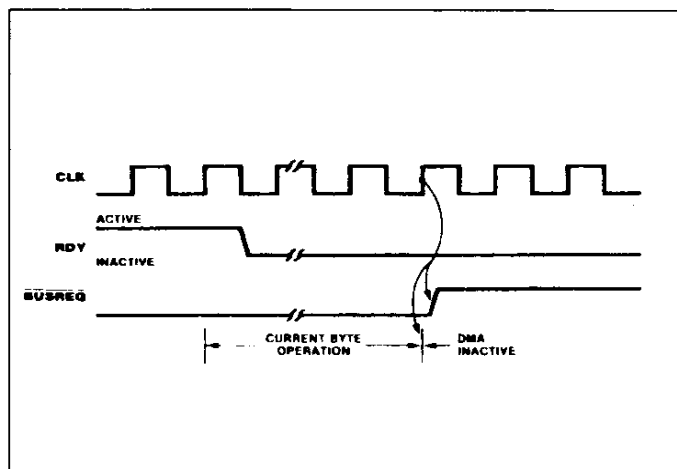 CLK
ACTIVE
RDY
INACTIVE
BUSREQ
CURRENT BYTE
OPERATION
DMA
INACTIVE